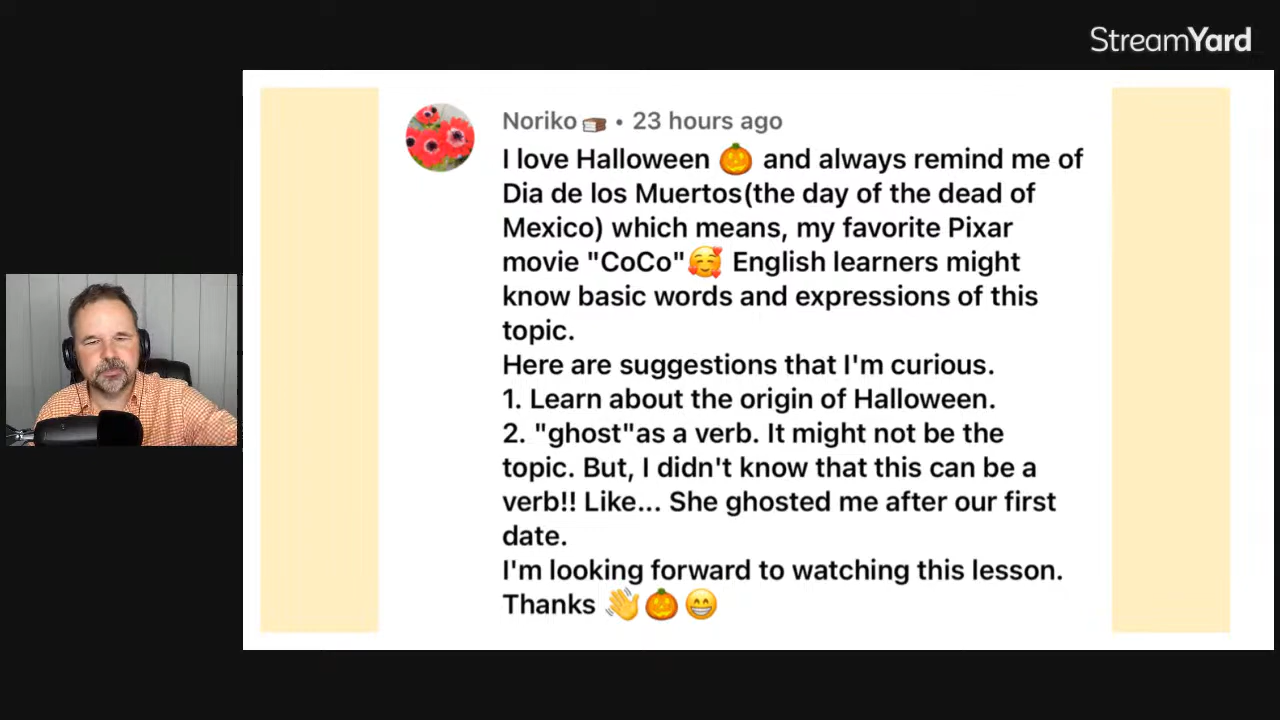 StreamYard
Noriko • 23 hours ago
I love Halloween 🎃 and always remind me of
Dia de los Muertos(the day of the dead of
Mexico) which means, my favorite Pixar
movie "CoCo"🥰 English learners might
know basic words and expressions of this
topic.
Here are suggestions that I'm curious.
1. Learn about the origin of Halloween.
2. "ghost"as a verb. It might not be the
topic. But, I didn't know that this can be a
verb!! Like... She ghosted me after our first
date.
I'm looking forward to watching this lesson.
Thanks 👋🎃😁